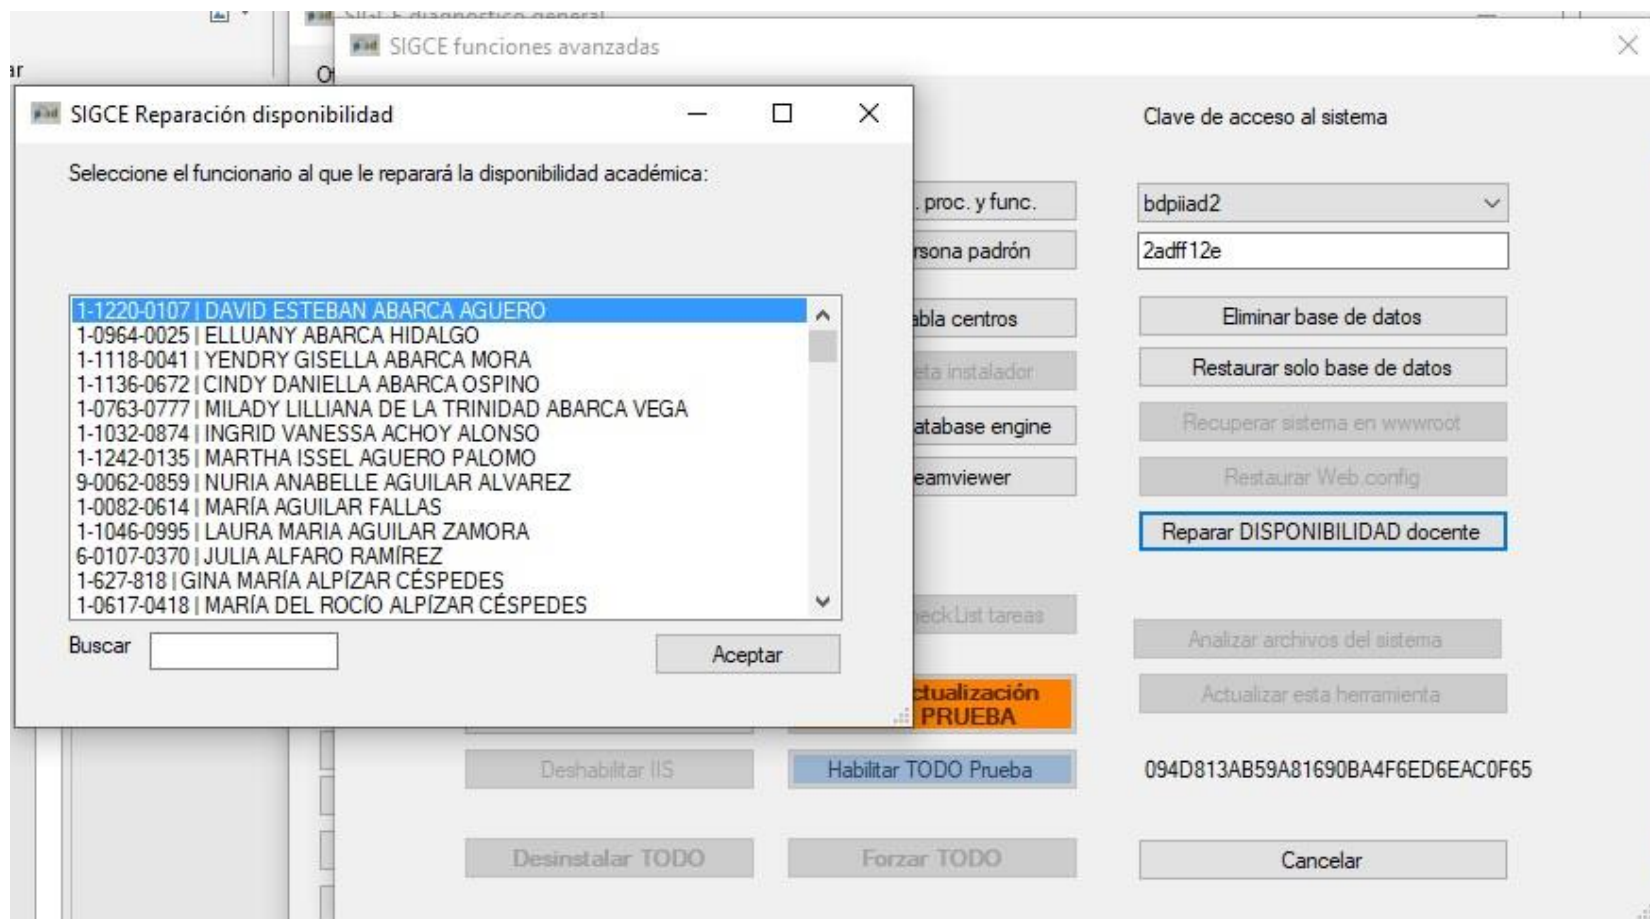 SIGCE diagnostico general
SIGCE funciones avanzadas
ar
SIGCE Reparación disponibilidad
Seleccione el funcionario al que le reparará la disponibilidad académica:
1-1220-0107 | DAVID ESTEBAN ABARCA AGUERO
1-0964-0025 | ELLUANY ABARCA HIDALGO
1-1118-0041 | YENDRY GISELLA ABARCA MORA
1-1136-0672 | CINDY DANIELLA ABARCA OSPINO
1-0763-0777 | MILADY LILLIANA DE LA TRINIDAD ABARCA VEGA
1-1032-0874 | INGRID VANESSA ACHOY ALONSO
1-1242-0135 | MARTHA ISSEL AGUERO PALOMO
9-0062-0859 | NURIA ANABELLE AGUILAR ALVAREZ
1-0082-0614 | MARÍA AGUILAR FALLAS
1-1046-0995 | LAURA MARIA AGUILAR ZAMORA
6-0107-0370 | JULIA ALFARO RAMÍREZ
1-627-818 | GINA MARÍA ALPÍZAR CÉSPEDES
1-0617-0418 | MARÍA DEL ROCÍO ALPÍZAR CÉSPEDES
Buscar
Aceptar
. proc. y func.
rsona padrón
abla centros
eta instalador
atabase engine
eamviewer
eckList tareas
ctualización
PRUEBA
Deshabilitar IIS
Habilitar TODO Prueba
Desinstalar TODO
Forzar TODO
Clave de acceso al sistema
bdpiiad2
2adff12e
Eliminar base de datos
Restaurar solo base de datos
Recuperar sistema en wwwroot
Restaurar Web.config
Reparar DISPONIBILIDAD docente
Analizar archivos del sistema
Actualizar esta herramienta
094D813AB59A81690BA4F6ED6EAC0F65
Cancelar